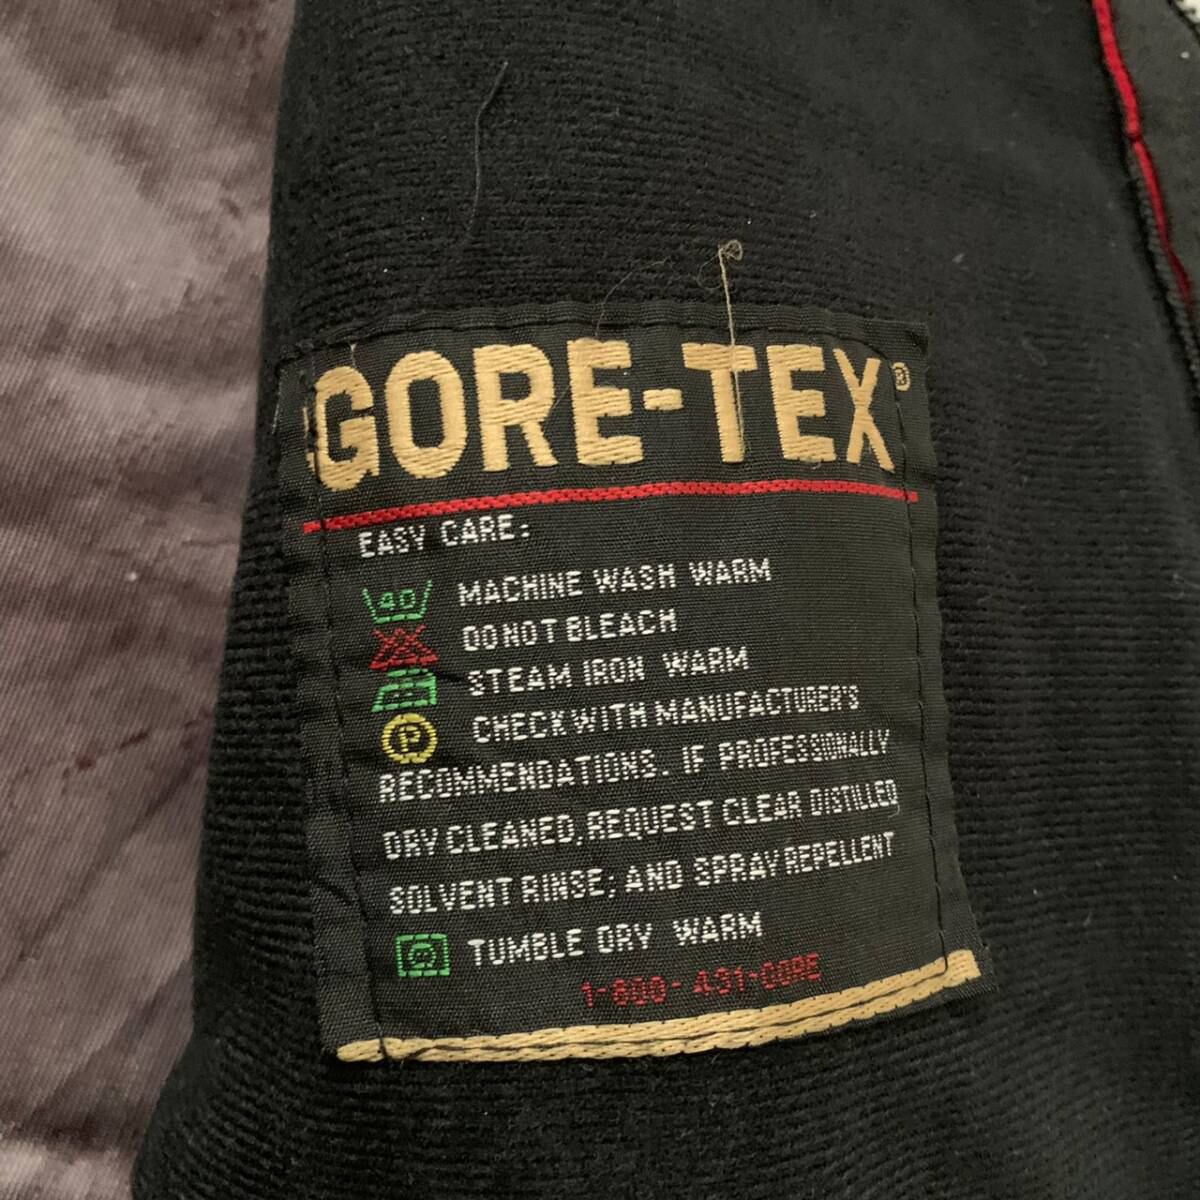 GORE-TEX®
EASY CARE:
40 MACHINE WASH WARM
DO NOT BLEACH
STEAM IRON WARM
P CHECK WITH MANUFACTURER'S
RECOMMENDATIONS. IF PROFESSIONALLY
DRY CLEANED, REQUEST CLEAR DISTILLED
SOLVENT RINSE; AND SPRAY REPELLENT
TUMBLE DRY WARM
1-800-431-GORE